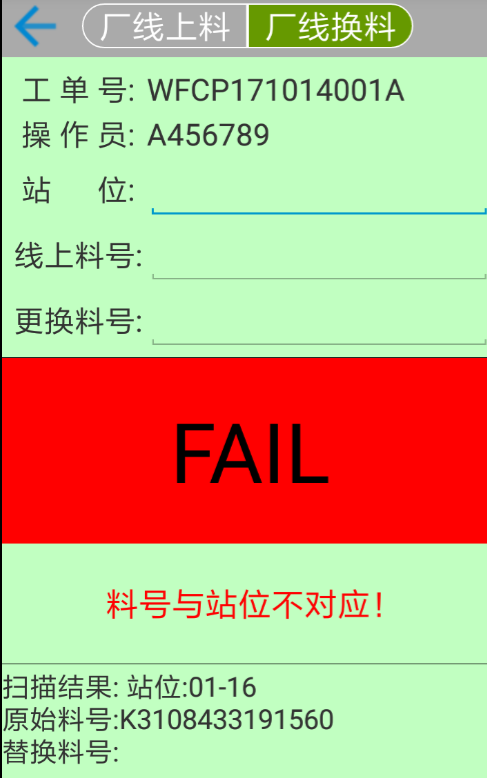 厂线上料 厂线换料
工 单 号: WFCP171014001A
操 作 员: A456789
站 位:
线上料号:
更换料号:
FAIL
料号与站位不对应!
扫描结果: 站位:01-16
原始料号:K3108433191560
替换料号: